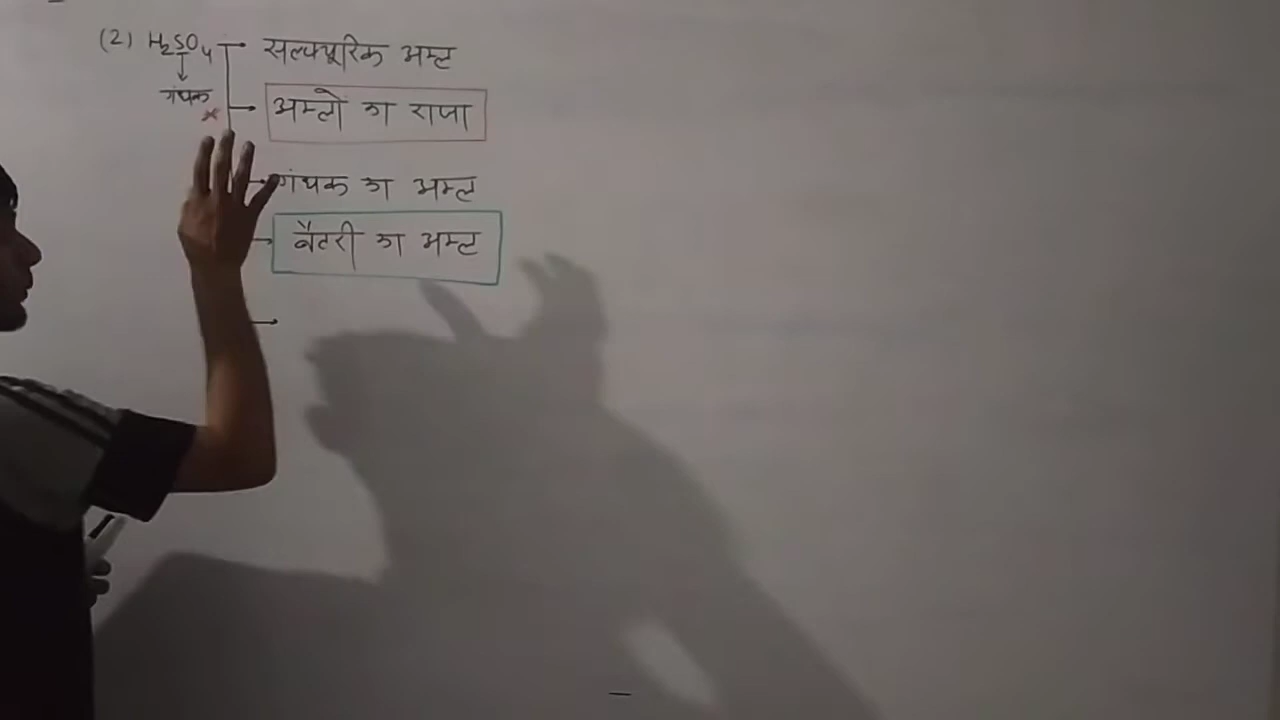 (2) H₂SO₄ → सल्फ्यूरिक अम्ल
गंधक
अम्लो का राजा
गंधक का अम्ल
बैटरी का अम्ल